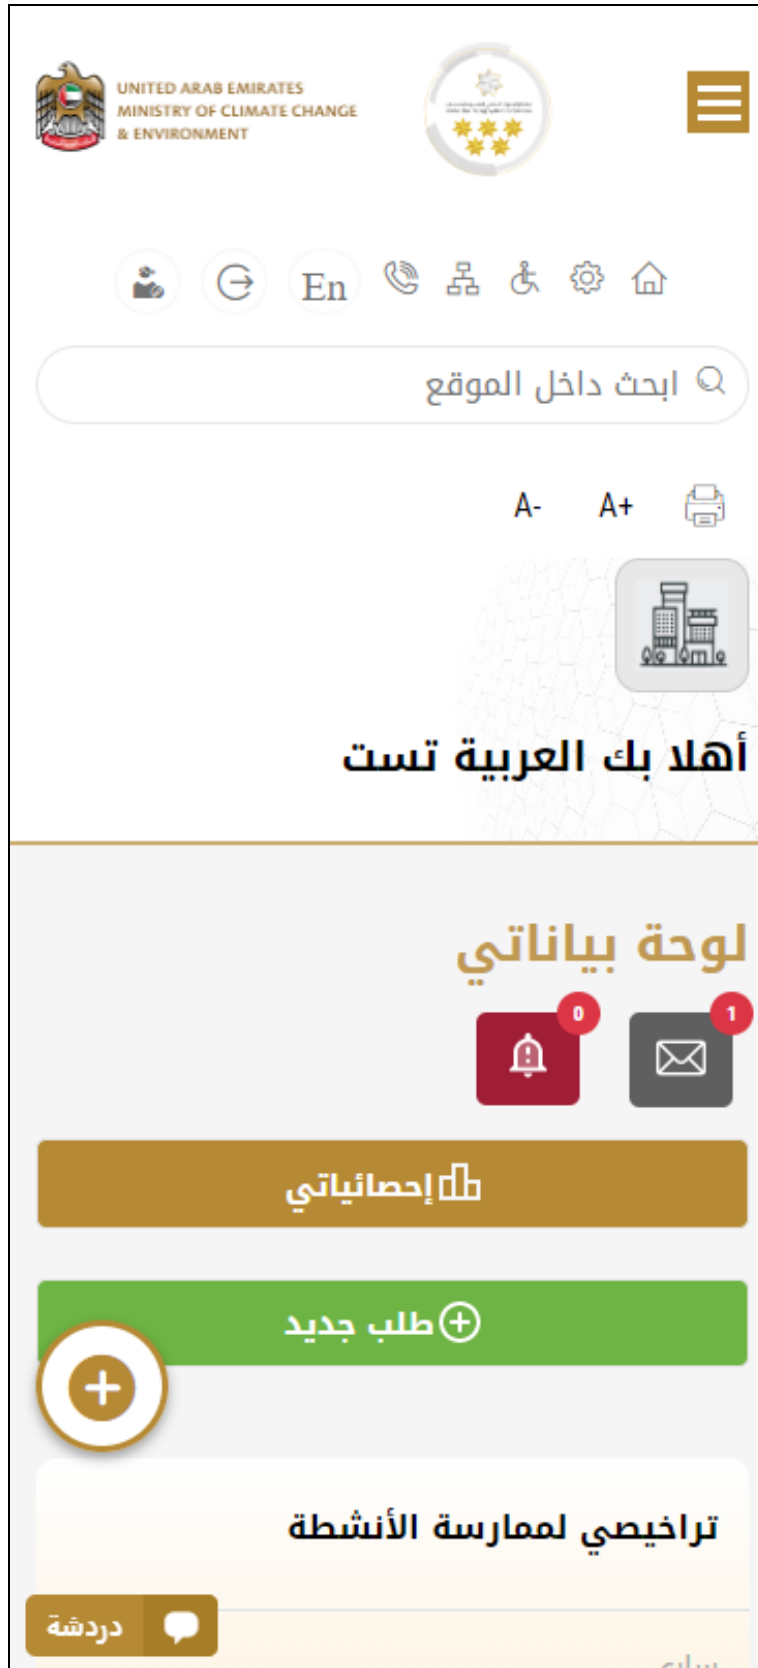 UNITED ARAB EMIRATES
MINISTRY OF CLIMATE CHANGE
& ENVIRONMENT
En
ابحث داخل الموقع
A+ A-
أهلا بك العربية تست
لوحة بياناتي
1 0
إحصائياتي
طلب جديد
تراخيصي لممارسة الأنشطة
دردشة